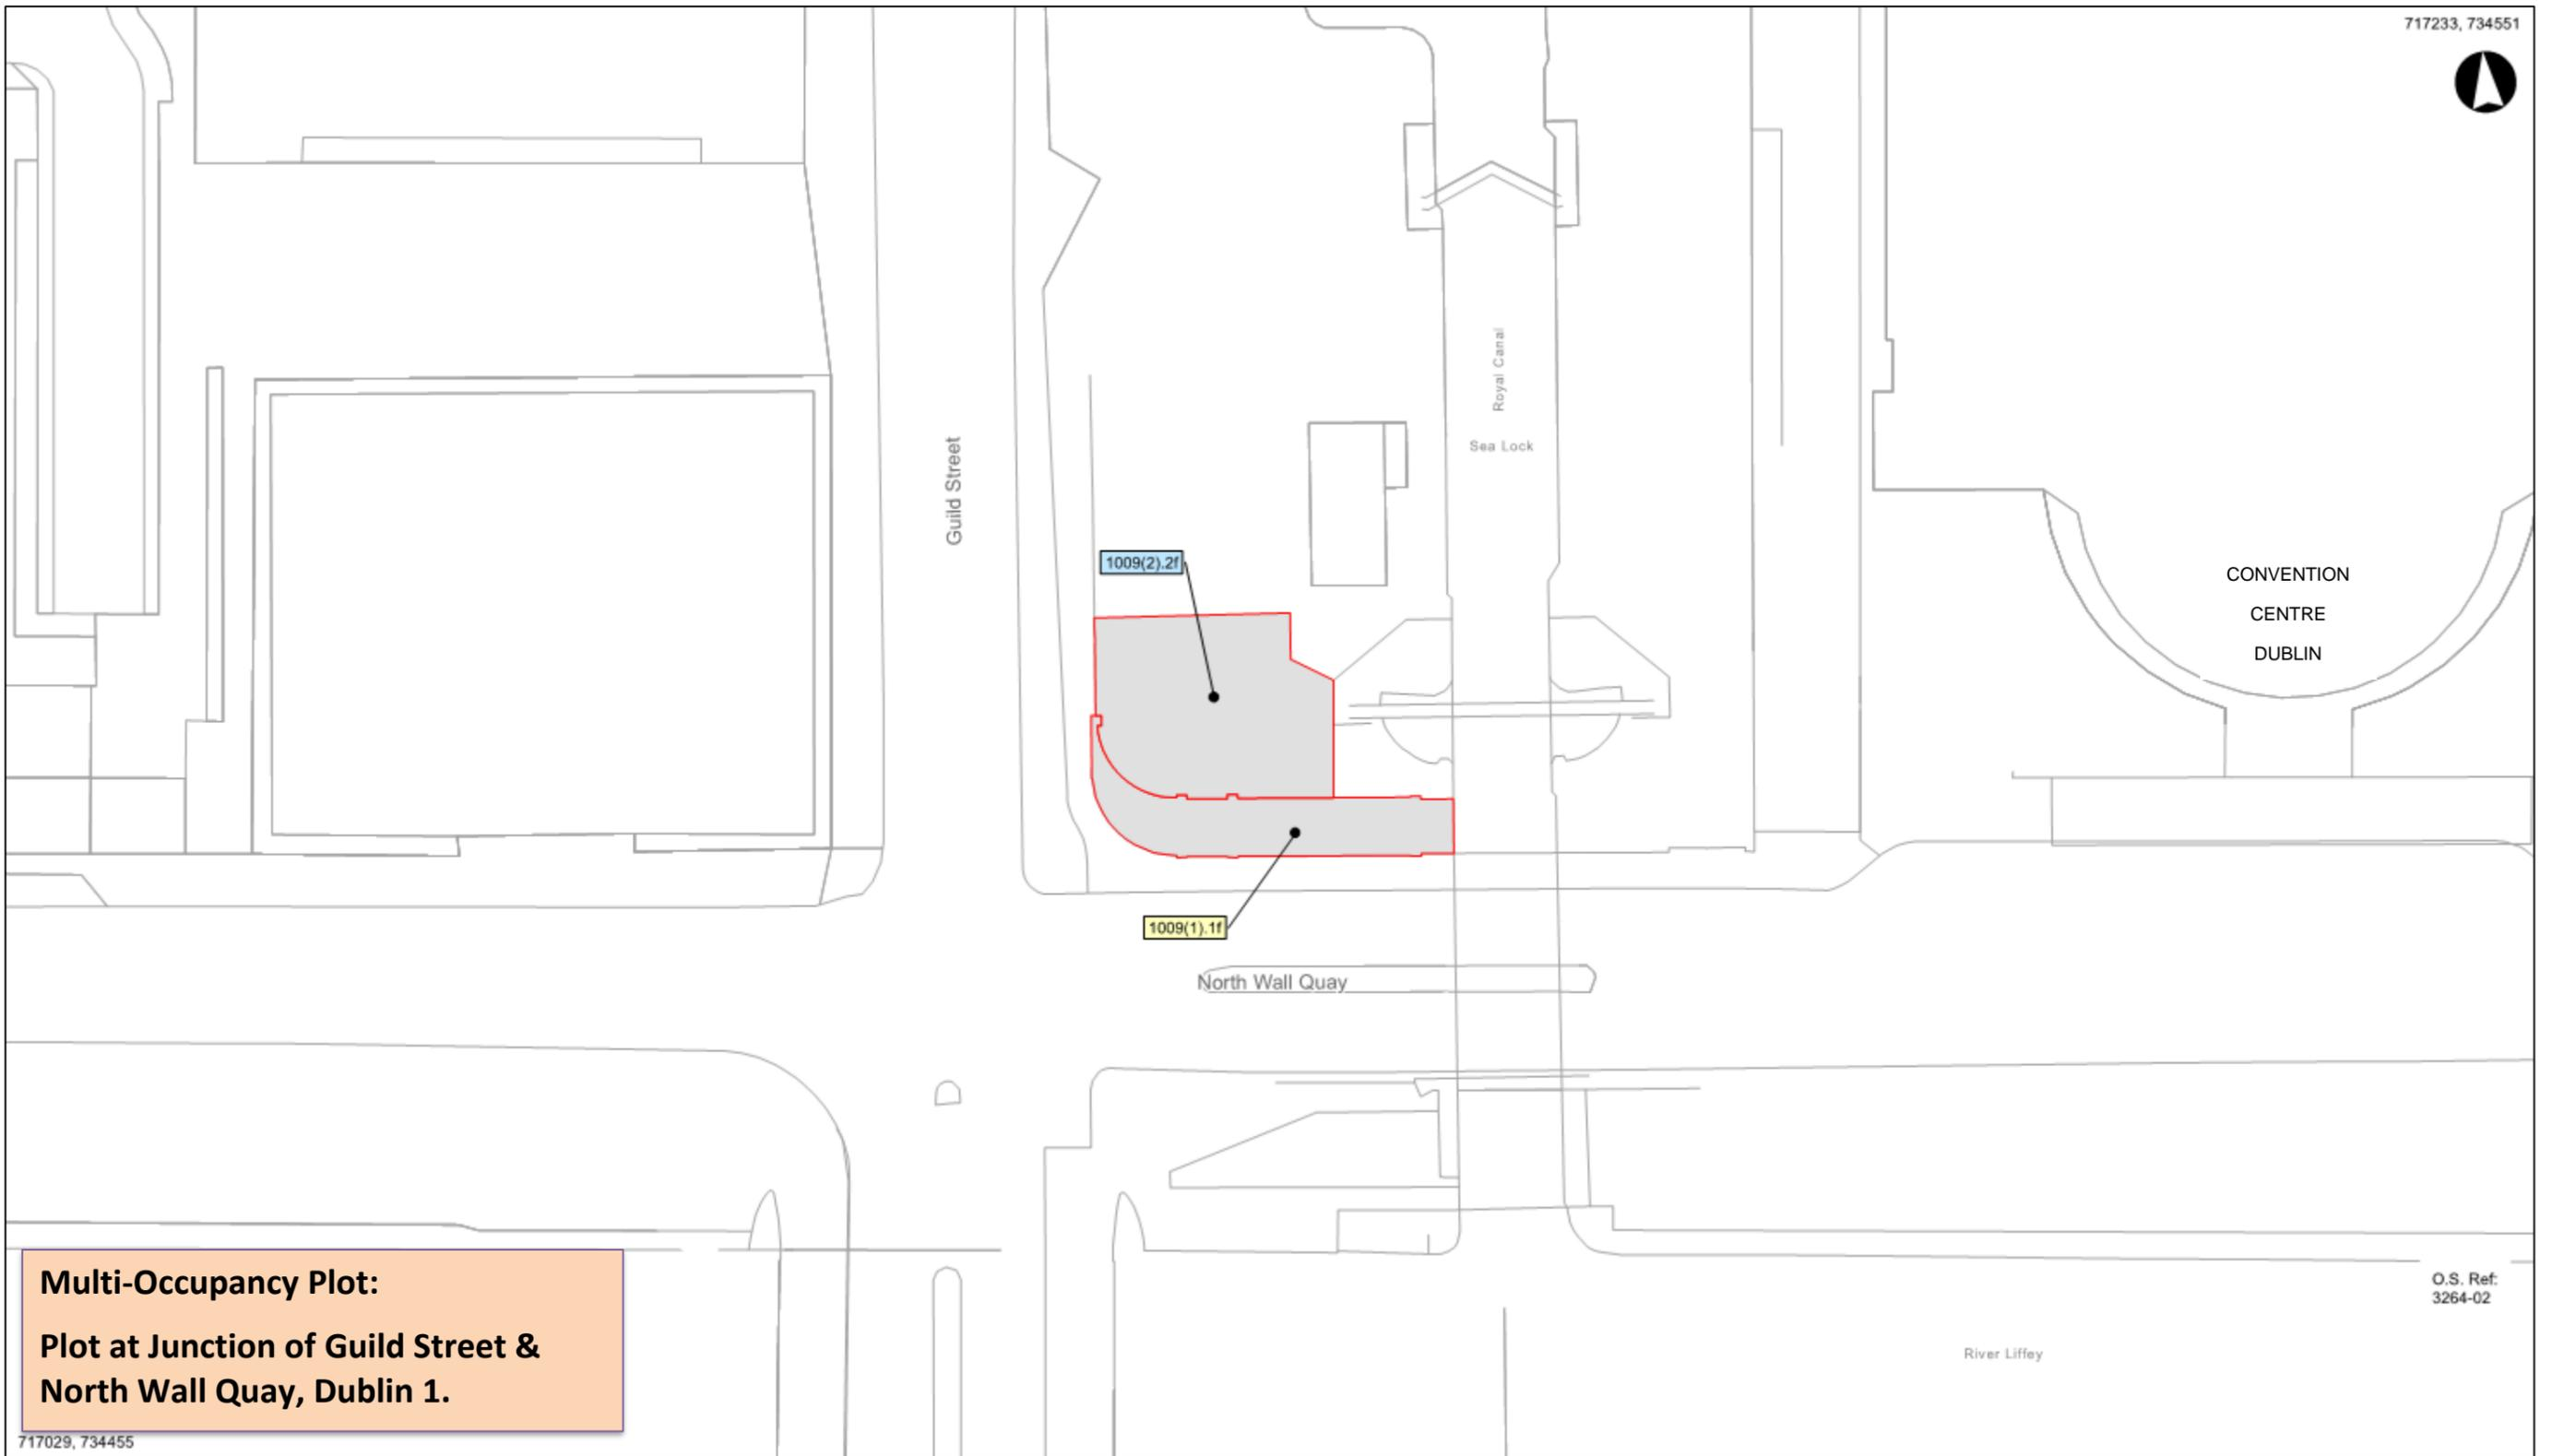 717233, 734551
Royal Canal
Sea Lock
Guild Street
1009(2).2f
CONVENTION
CENTRE
DUBLIN
1009(1).1f
North Wall Quay
Multi-Occupancy Plot:
Plot at Junction of Guild Street &
North Wall Quay, Dublin 1.
O.S. Ref:
3264-02
River Liffey
717029, 734455